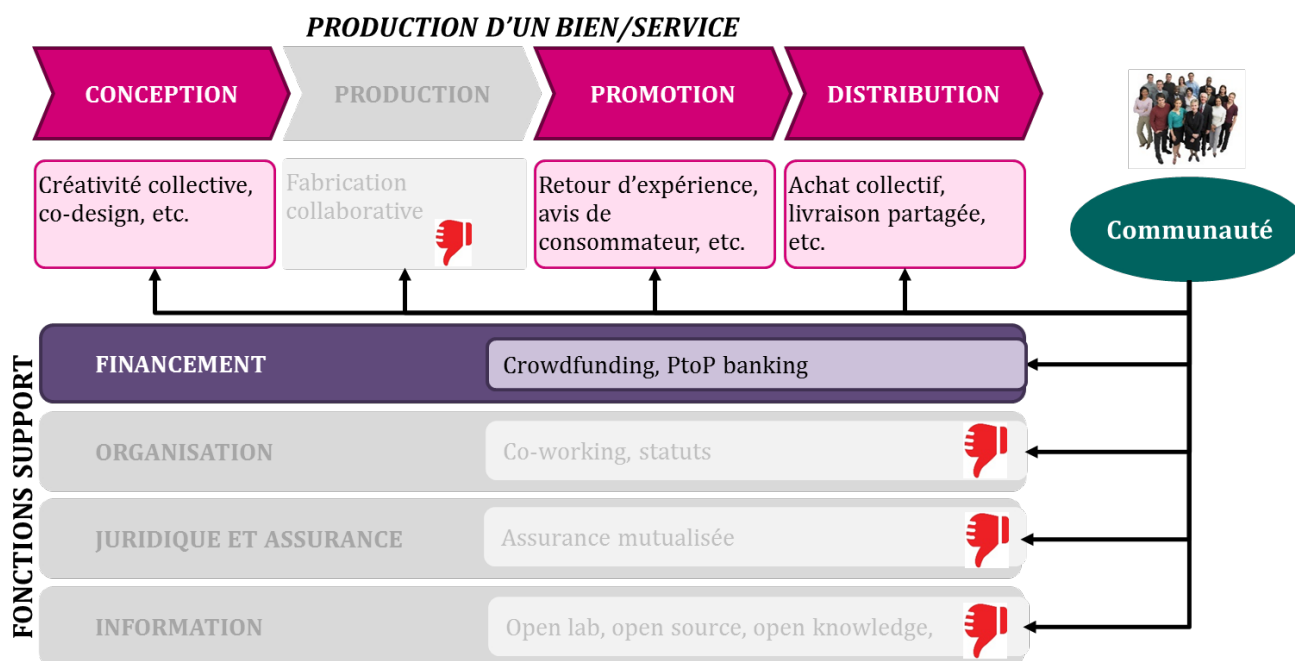 PRODUCTION D'UN BIEN/SERVICE
CONCEPTION
PRODUCTION
PROMOTION
DISTRIBUTION
Créativité collective,
co-design, etc.
Fabrication
collaborative
Retour d'expérience,
avis de
consommateur, etc.
Achat collectif,
livraison partagée,
etc.
Communauté
FONCTIONS SUPPORT
FINANCEMENT
Crowdfunding, PtoP banking
ORGANISATION
Co-working, statuts
JURIDIQUE ET ASSURANCE
Assurance mutualisée
INFORMATION
Open lab, open source, open knowledge,